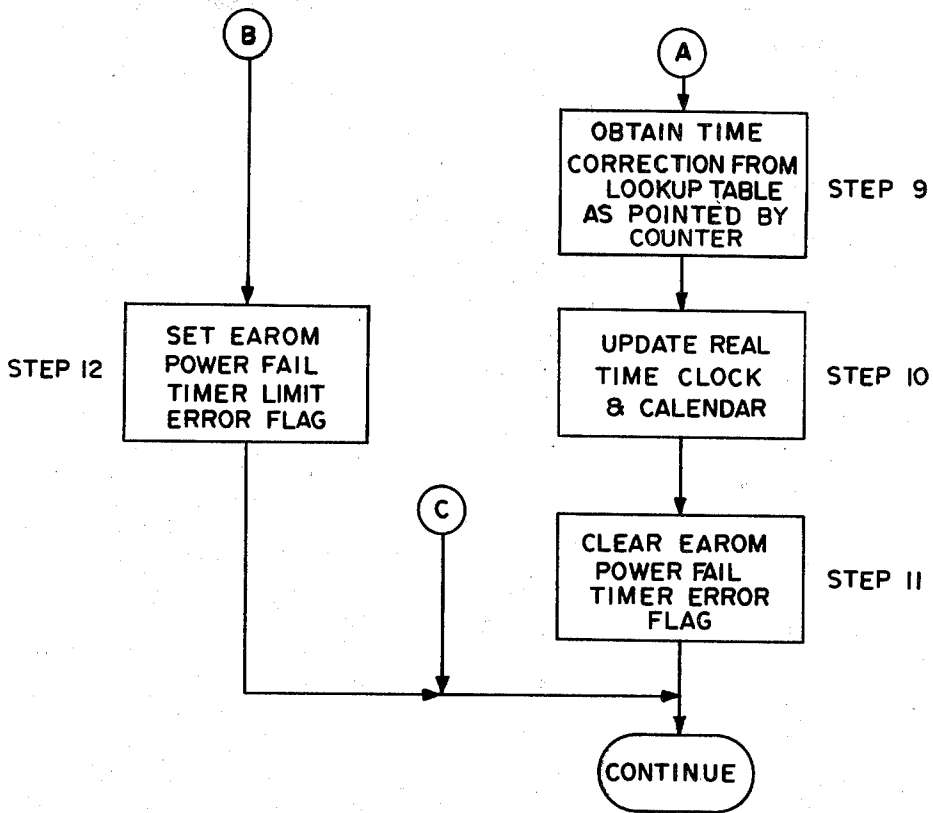 B
A
OBTAIN TIME
CORRECTION FROM
LOOKUP TABLE
AS POINTED BY
COUNTER
STEP 9
SET EAROM
POWER FAIL
TIMER LIMIT
ERROR FLAG
STEP 12
UPDATE REAL
TIME CLOCK
& CALENDAR
STEP 10
C
CLEAR EAROM
POWER FAIL
TIMER ERROR
FLAG
STEP 11
CONTINUE